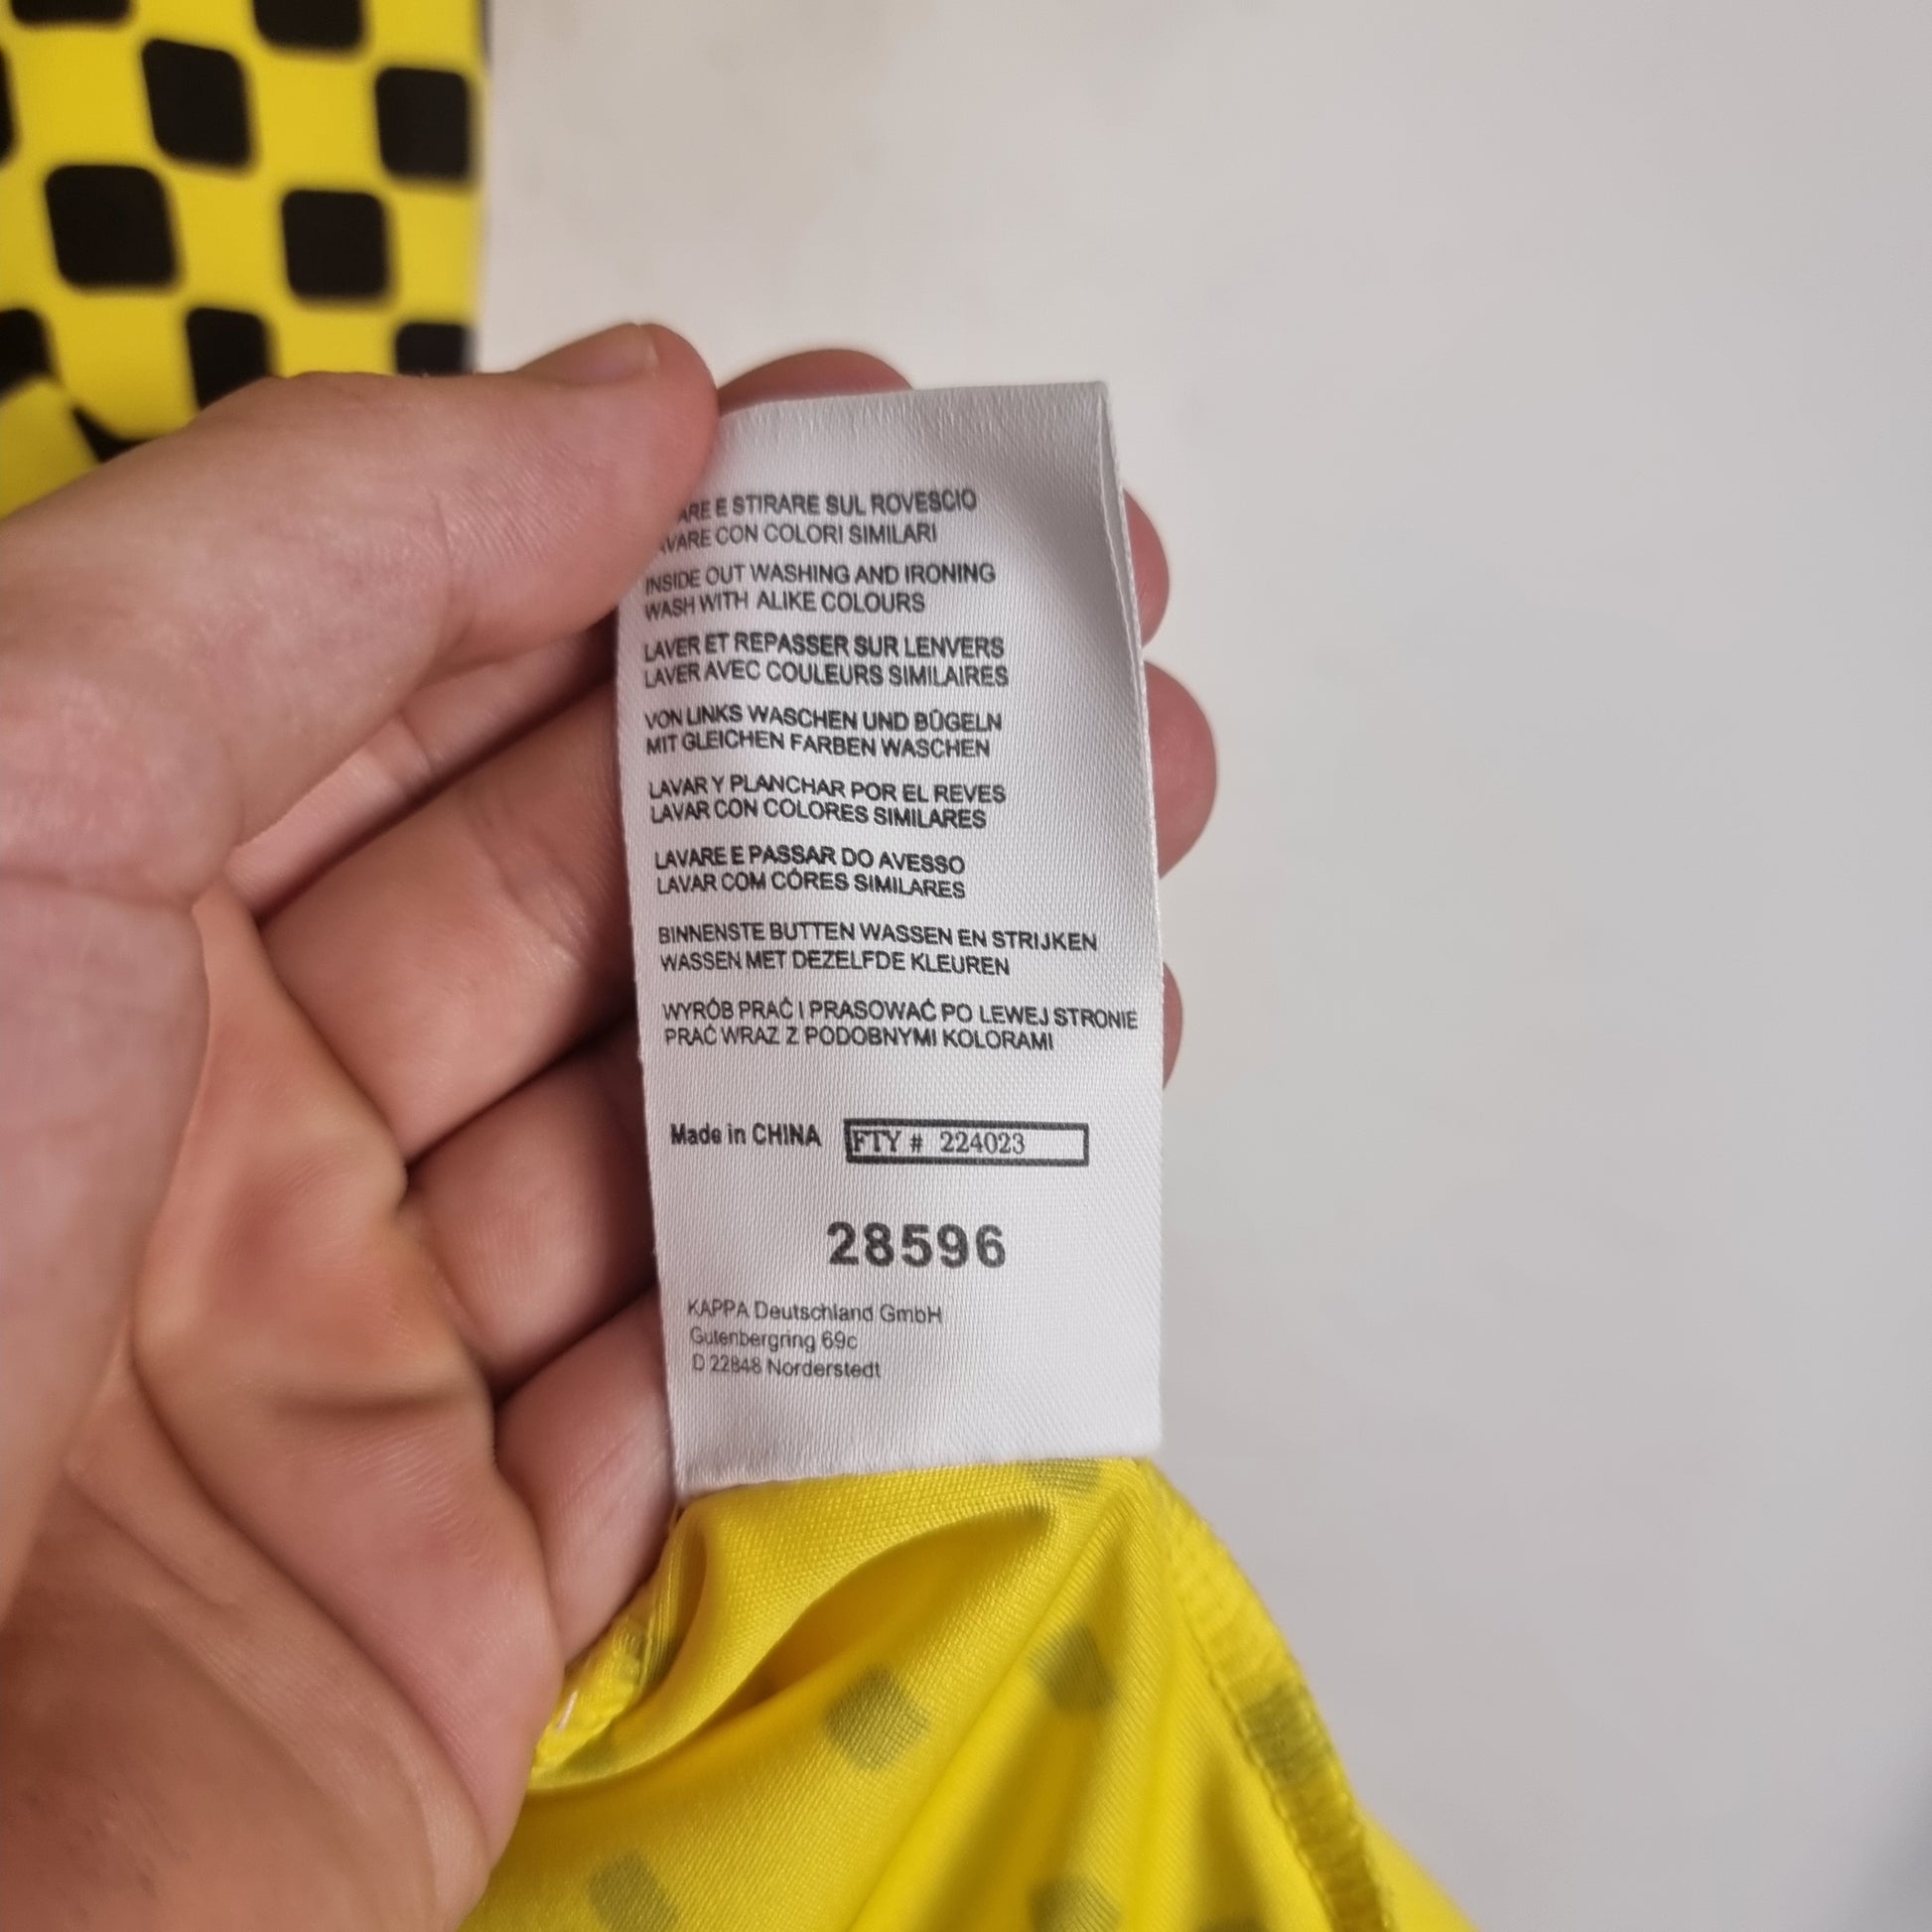 E STIRARE SUL ROVESCIO
CON COLORI SIMILARI
INSIDE OUT WASHING AND IRONING
WASH WITH ALIKE COLOURS
LAVER ET REPASSER SUR LENVERS
LAVER AVEC COULEURS SIMILAIRES
VON LINKS WASCHEN UND BÜGELN
MIT GLEICHEN FARBEN WASCHEN
LAVAR Y PLANCHAR POR EL REVES
LAVAR CON COLORES SIMILARES
LAVARE E PASSAR DO AVESSO
LAVAR COM CÓRES SIMILARES
BINNENSTE BUTTEN WASSEN EN STRIJKEN
WASSEN MET DEZELFDE KLEUREN
WYRÓB PRAĆ I PRASOWAĆ PO LEWEJ STRONIE
PRAĆ WRAZ Z PODOBNYMI KOLORAMI
Made in CHINA FTY # 224023
28596
KAPPA Deutschland GmbH
Gutenbergring 69c
D 22848 Norderstedt